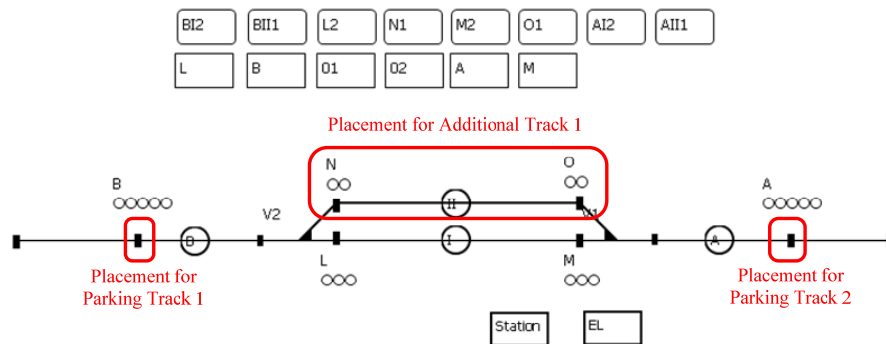 BI2 BII1 L2 N1 M2 O1 AI2 AII1
L B 01 02 A M
Placement for Additional Track 1
N O
B A
V2 II V1
D I A
L M
Placement for
Parking Track 1
Placement for
Parking Track 2
Station EL